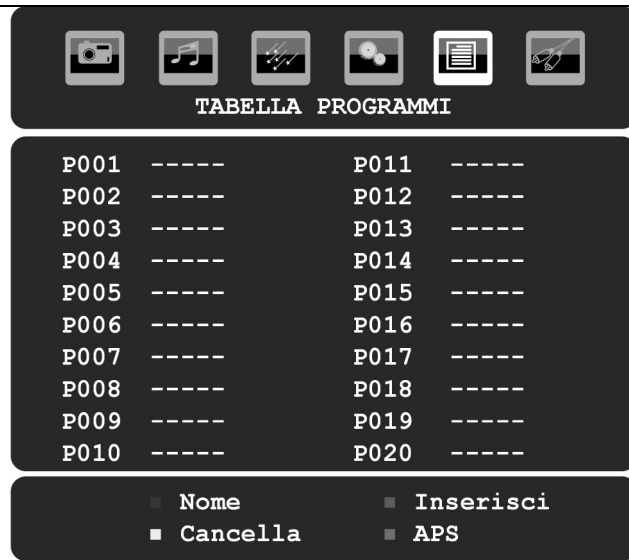 TABELLA PROGRAMMI
P001 ----- P011 -----
P002 ----- P012 -----
P003 ----- P013 -----
P004 ----- P014 -----
P005 ----- P015 -----
P006 ----- P016 -----
P007 ----- P017 -----
P008 ----- P018 -----
P009 ----- P019 -----
P010 ----- P020 -----
Nome Inserisci
Cancella APS